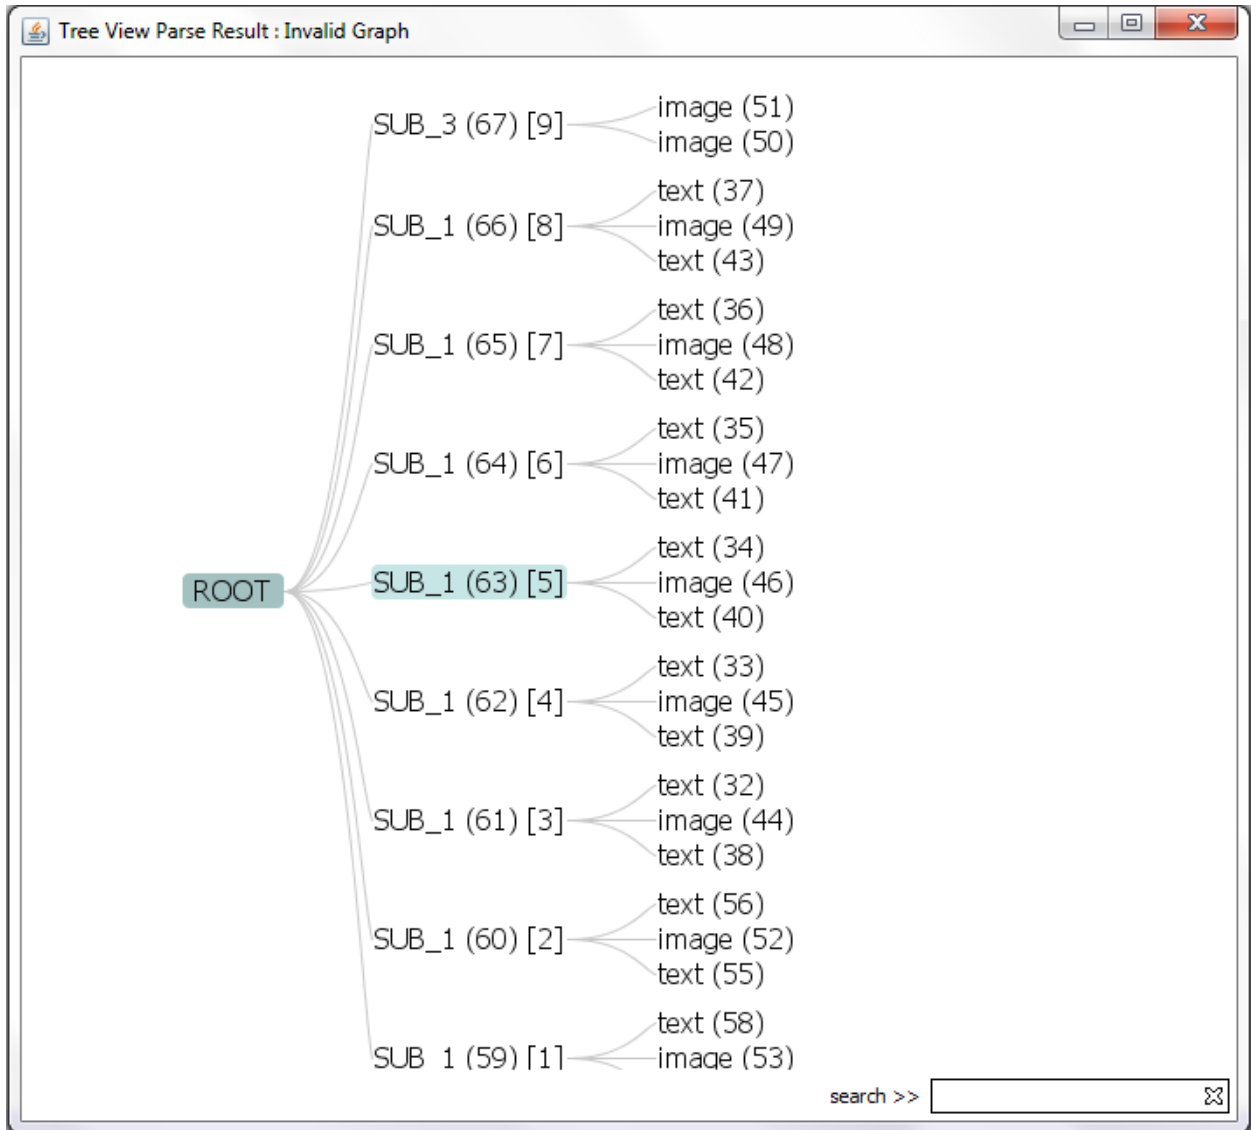 Tree View Parse Result : Invalid Graph
image (51)
SUB_3 (67) [9]
image (50)
text (37)
SUB_1 (66) [8]
image (49)
text (43)
text (36)
SUB_1 (65) [7]
image (48)
text (42)
text (35)
SUB_1 (64) [6]
image (47)
text (41)
text (34)
SUB_1 (63) [5]
image (46)
ROOT
text (40)
text (33)
SUB_1 (62) [4]
image (45)
text (39)
text (32)
SUB_1 (61) [3]
image (44)
text (38)
text (56)
SUB_1 (60) [2]
image (52)
text (55)
text (58)
SUB_1 (59) [1]
image (53)
search >>